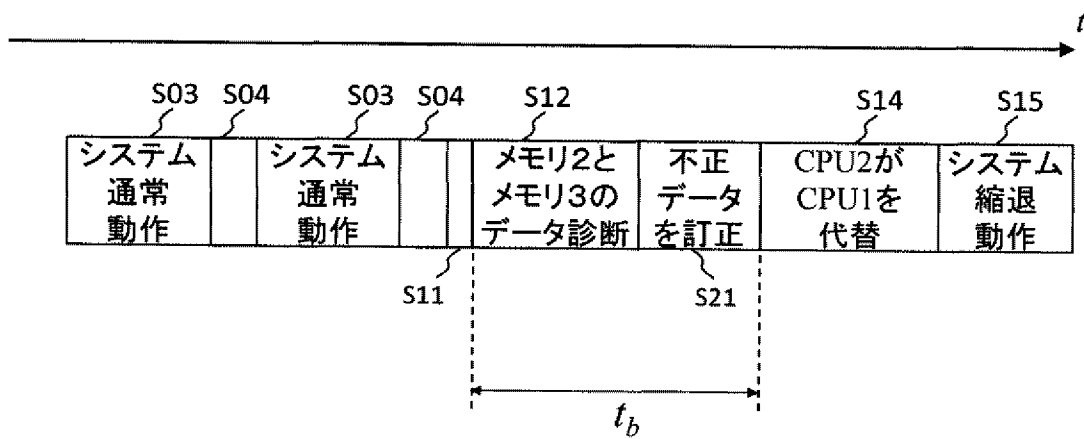 t
S03
S04
S03
S04
S12
S14
S15
システム
通常
動作
システム
通常
動作
メモリ2と
メモリ3の
データ診断
不正
データ
を訂正
CPU2が
CPU1を
代替
システム
縮退
動作
S11
S21
t_b